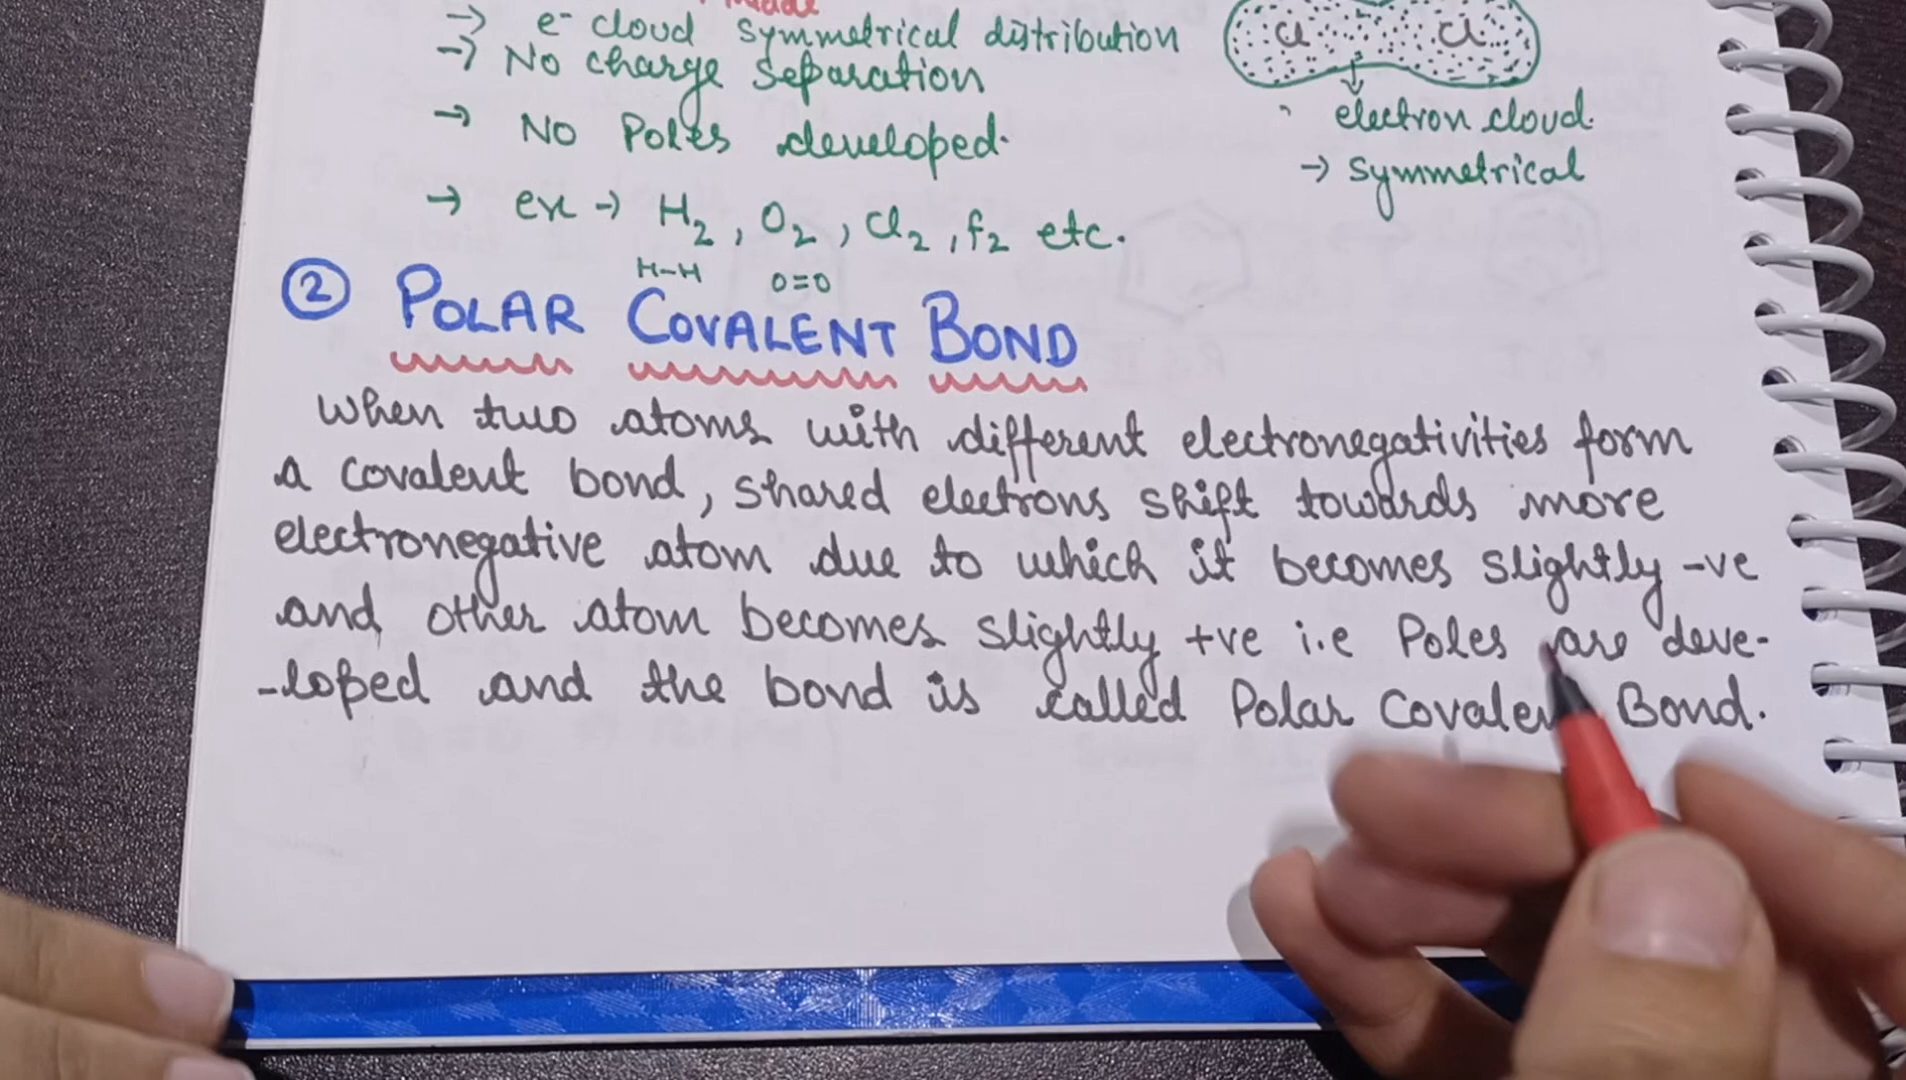 middle
→ e⁻ cloud symmetrical distribution
→ No charge separation
→ No Poles developed.
→ ex → H₂, O₂, Cl₂, f₂ etc.
H-H O=O
Cl Cl
electron cloud.
→ symmetrical
② POLAR COVALENT BOND
When two atoms with different electronegativities form
a covalent bond, shared electrons shift towards more
electronegative atom due to which it becomes slightly -ve
and other atom becomes slightly +ve i.e Poles are deve-
-loped and the bond is called Polar Covalent Bond.